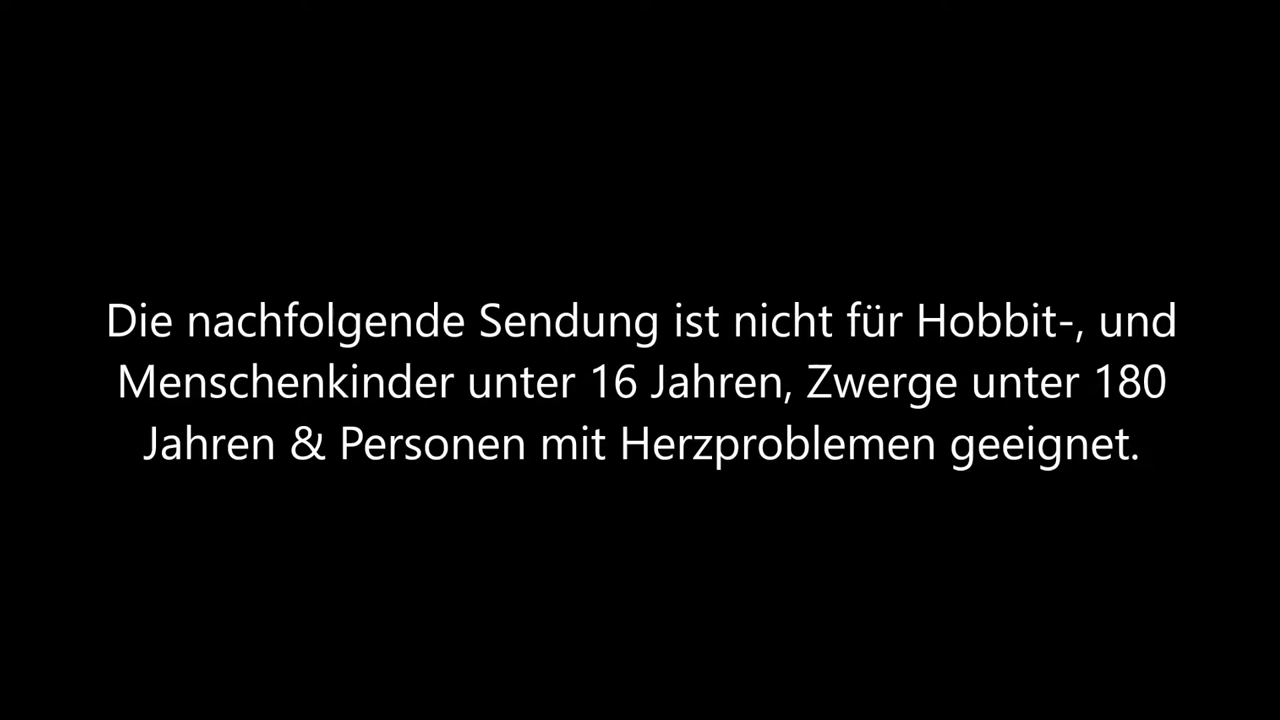 Die nachfolgende Sendung ist nicht für Hobbit-, und
Menschenkinder unter 16 Jahren, Zwerge unter 180
Jahren & Personen mit Herzproblemen geeignet.